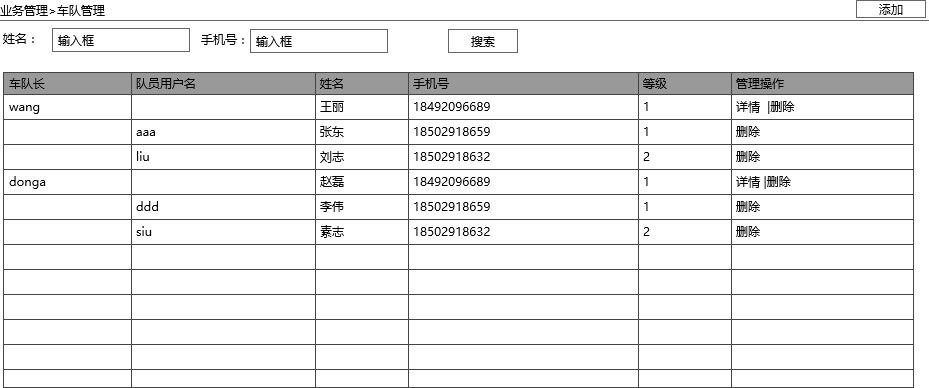 业务管理>车队管理 添加
姓名： 输入框 手机号： 输入框 搜索
车队长 队员用户名 姓名 手机号 等级 管理操作
wang 王丽 18492096689 1 详情 |删除
aaa 张东 18502918659 1 删除
liu 刘志 18502918632 2 删除
donga 赵磊 18492096689 1 详情 |删除
ddd 李伟 18502918659 1 删除
siu 素志 18502918632 2 删除